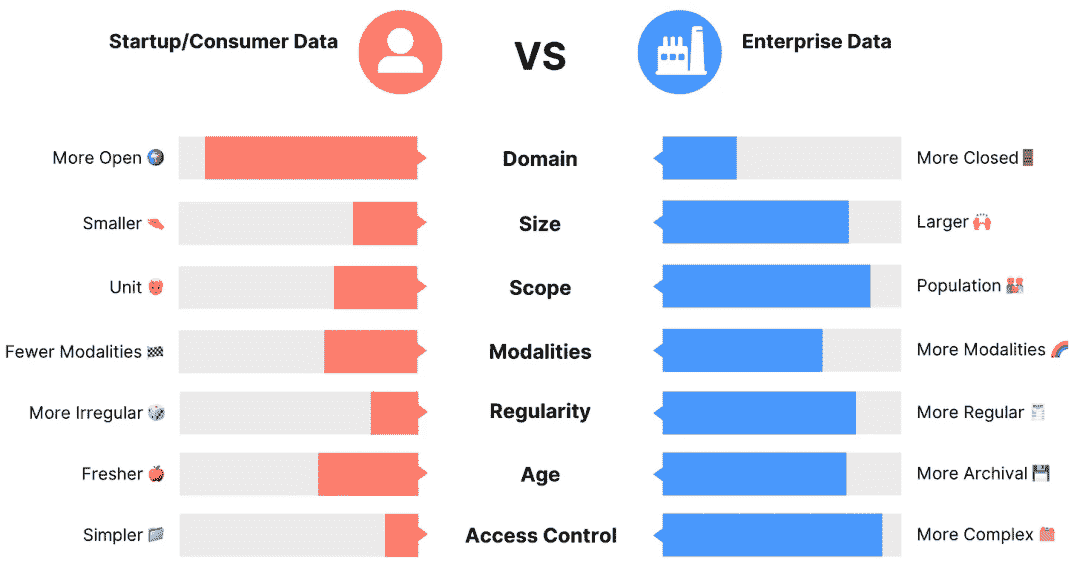 Startup/Consumer Data VS Enterprise Data
More Open Domain More Closed
Smaller Size Larger
Unit Scope Population
Fewer Modalities Modalities More Modalities
More Irregular Regularity More Regular
Fresher Age More Archival
Simpler Access Control More Complex